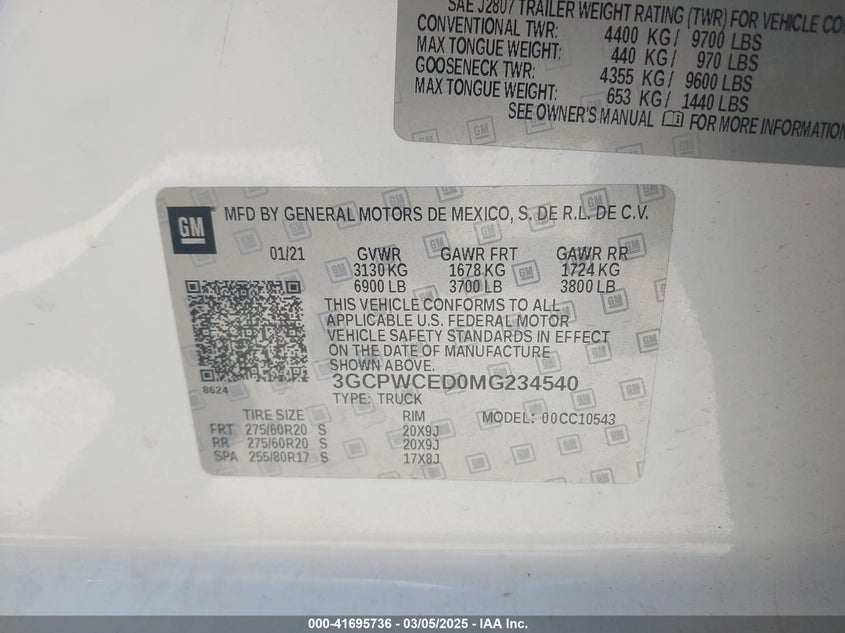 SAE J2807 TRAILER WEIGHT RATING (TWR) FOR VEHICLE
CONVENTIONAL TWR: 4400 KG/ 9700 LBS
MAX TONGUE WEIGHT: 440 KG/ 970 LBS
GOOSENECK TWR: 4355 KG/ 9600 LBS
MAX TONGUE WEIGHT: 653 KG/ 1440 LBS
SEE OWNER'S MANUAL FOR MORE INFORMATION
GM MFD BY GENERAL MOTORS DE MEXICO, S. DE R.L. DE C.V.
01/21 GVWR GAWR FRT GAWR RR
3130 KG 1678 KG 1724 KG
6900 LB 3700 LB 3800 LB
THIS VEHICLE CONFORMS TO ALL
APPLICABLE U.S. FEDERAL MOTOR
VEHICLE SAFETY STANDARDS IN EFFECT
ON THE DATE OF MANUFACTURE
SHOWN ABOVE.
3GCPWCED0MG234540
8624
TYPE: TRUCK
TIRE SIZE RIM MODEL: 00CC10543
FRT 275/60R20 S 20X9J
RR 275/60R20 S 20X9J
SPA 255/80R17 S 17X8J
000-41695736 - 03/05/2025 - IAA Inc.